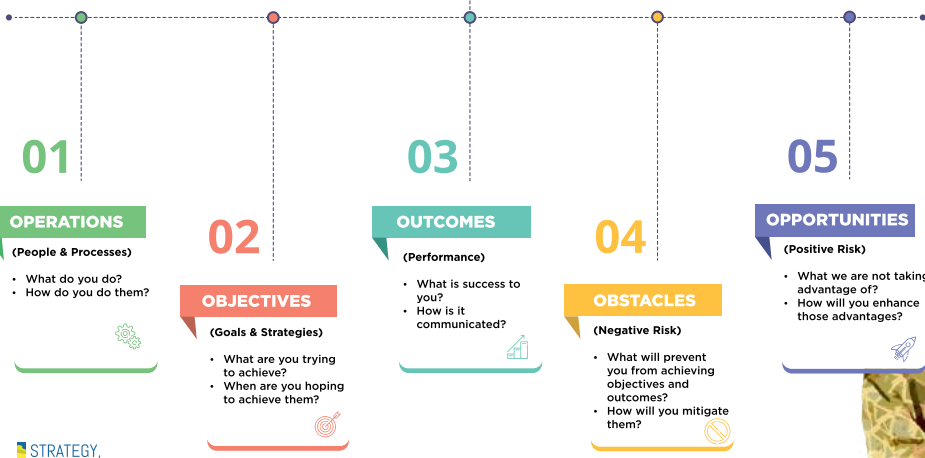 01
OPERATIONS
(People & Processes)
• What do you do?
• How do you do them?
02
OBJECTIVES
(Goals & Strategies)
• What are you trying
to achieve?
• When are you hoping
to achieve them?
03
OUTCOMES
(Performance)
• What is success to
you?
• How is it
communicated?
04
OBSTACLES
(Negative Risk)
• What will prevent
you from achieving
objectives and
outcomes?
• How will you mitigate
them?
05
OPPORTUNITIES
(Positive Risk)
• What we are not taking
advantage of?
• How will you enhance
those advantages?
STRATEGY,